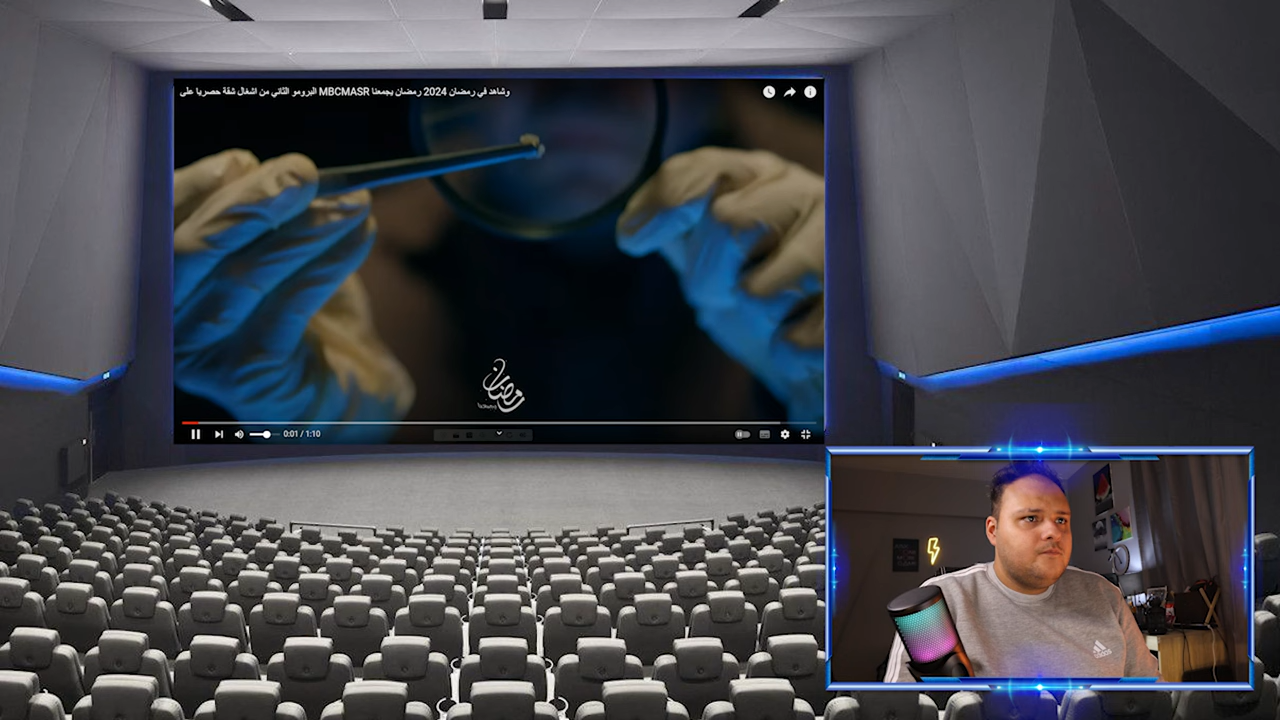 وشاهد في رمضان 2024 رمضان يجمعنا MBCMASR البرومو الثاني من اشغال شقة حصريا على
رمضان
0:01 / 1:10
adidas